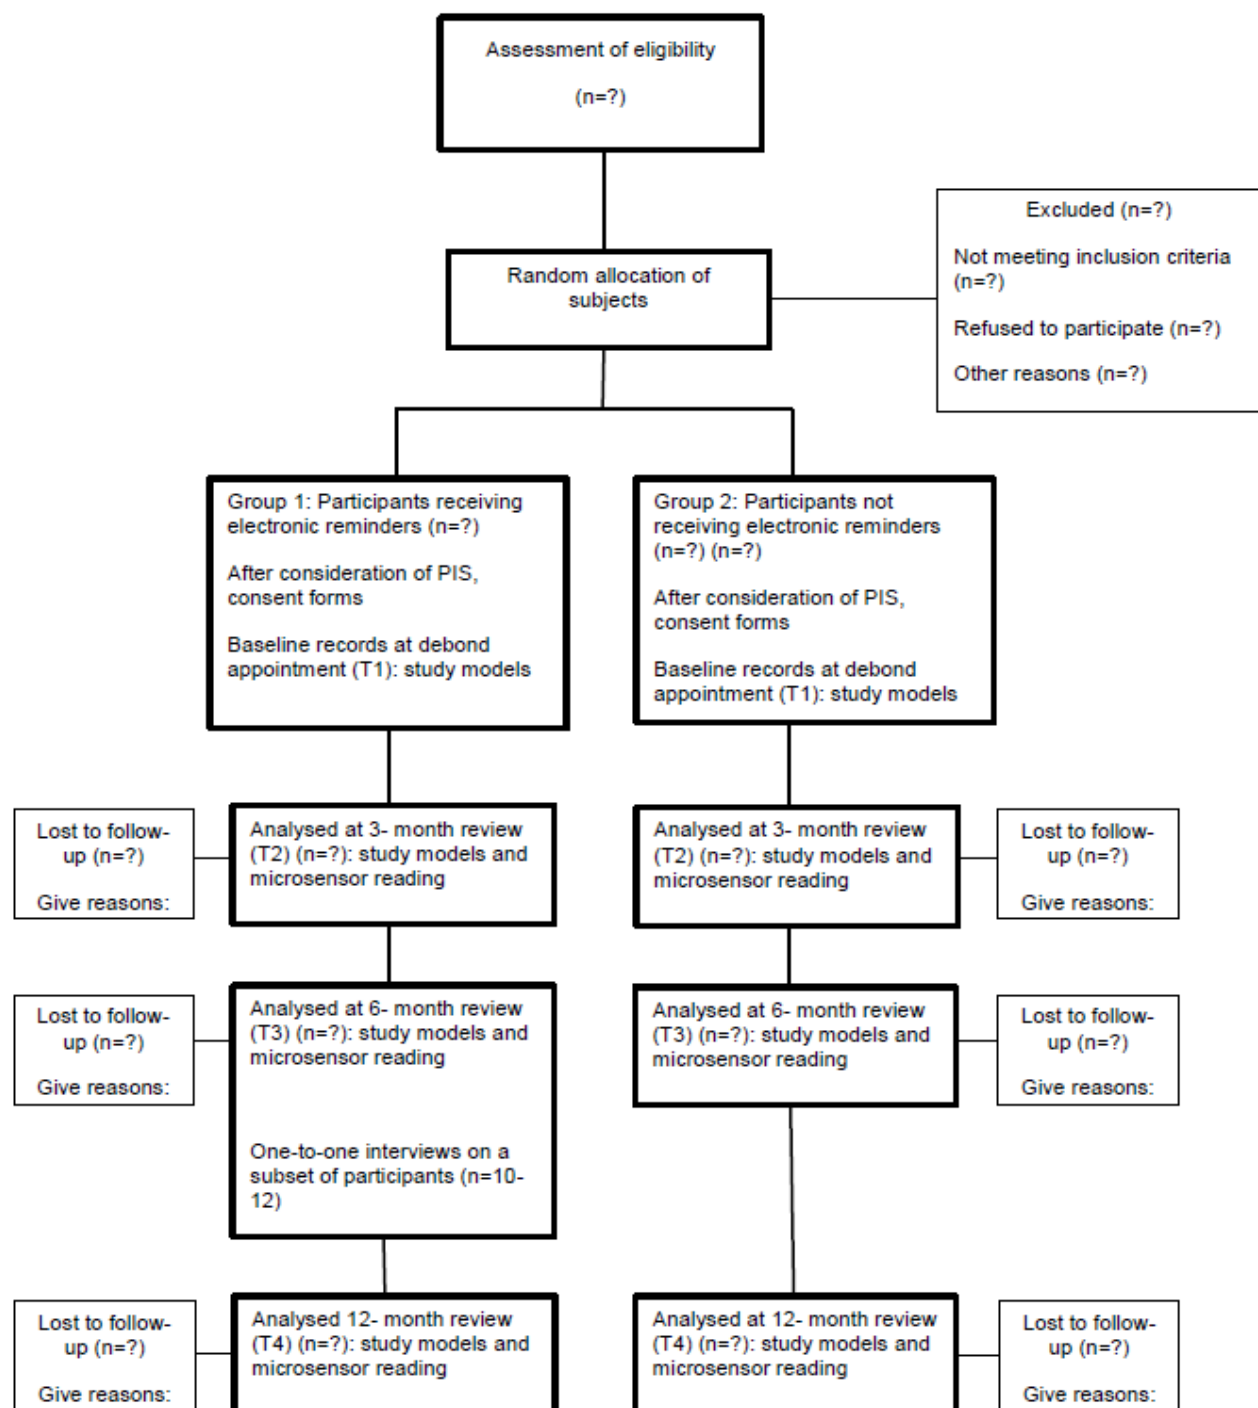 Assessment of eligibility
(n=?)
Random allocation of
subjects
Excluded (n=?)
Not meeting inclusion criteria
(n=?)
Refused to participate (n=?)
Other reasons (n=?)
Group 1: Participants receiving
electronic reminders (n=?)
After consideration of PIS,
consent forms
Baseline records at debond
appointment (T1): study models
Group 2: Participants not
receiving electronic reminders
(n=?) (n=?)
After consideration of PIS,
consent forms
Baseline records at debond
appointment (T1): study models
Lost to follow-
up (n=?)
Give reasons:
Analysed at 3- month review
(T2) (n=?): study models and
microsensor reading
Analysed at 3- month review
(T2) (n=?): study models and
microsensor reading
Lost to follow-
up (n=?)
Give reasons:
Lost to follow-
up (n=?)
Give reasons:
Analysed at 6- month review
(T3) (n=?): study models and
microsensor reading
One-to-one interviews on a
subset of participants (n=10-
12)
Analysed at 6- month review
(T3) (n=?): study models and
microsensor reading
Lost to follow-
up (n=?)
Give reasons:
Lost to follow-
up (n=?)
Give reasons:
Analysed 12- month review
(T4) (n=?): study models and
microsensor reading
Analysed at 12- month review
(T4) (n=?): study models and
microsensor reading
Lost to follow-
up (n=?)
Give reasons: